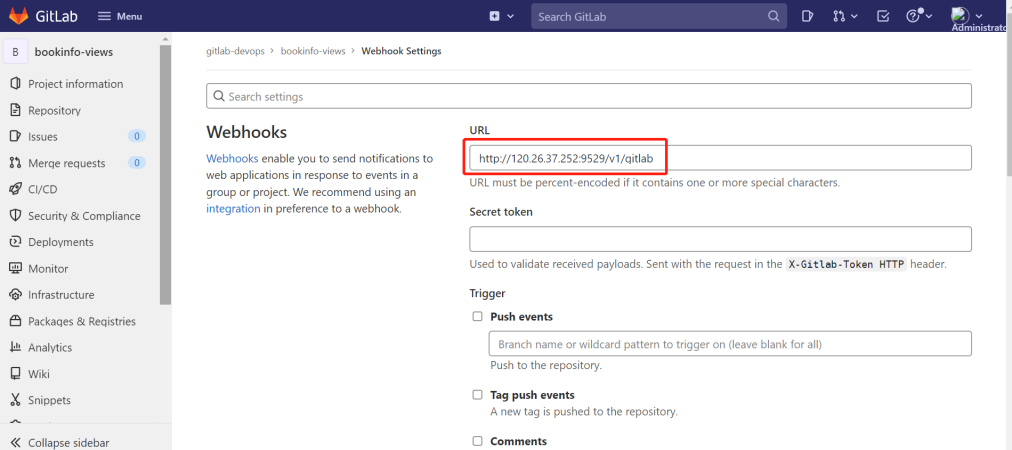 GitLab Menu Search GitLab
Administrato
B bookinfo-views
gitlab-devops > bookinfo-views > Webhook Settings
Project information
Repository
Issues 0
Merge requests 0
CI/CD
Security & Compliance
Deployments
Monitor
Infrastructure
Packages & Registries
Analytics
Wiki
Snippets
Collapse sidebar
Search settings
Webhooks
Webhooks enable you to send notifications to
web applications in response to events in a
group or project. We recommend using an
integration in preference to a webhook.
URL
http://120.26.37.252:9529/v1/gitlab
URL must be percent-encoded if it contains one or more special characters.
Secret token
Used to validate received payloads. Sent with the request in the X-Gitlab-Token HTTP header.
Trigger
Push events
Branch name or wildcard pattern to trigger on (leave blank for all)
Push to the repository.
Tag push events
A new tag is pushed to the repository.
Comments